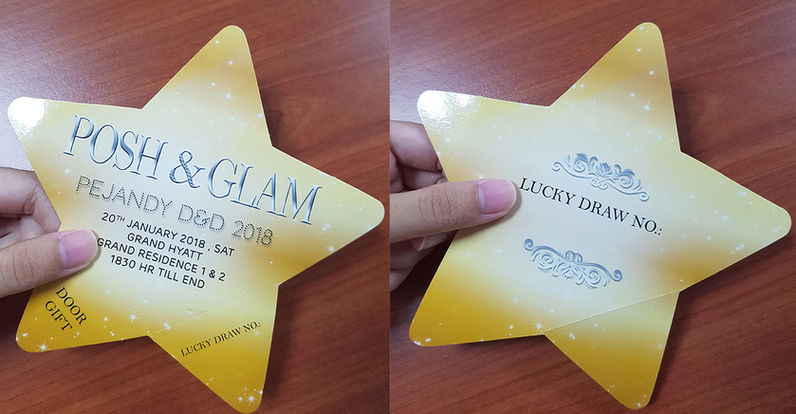 POSH & GLAM
PEJANDY D&D 2018
20TH JANUARY 2018 . SAT
GRAND HYATT
GRAND RESIDENCE 1 & 2
1830 HR TILL END
DOOR
GIFT
LUCKY DRAW NO.:
LUCKY DRAW NO.: